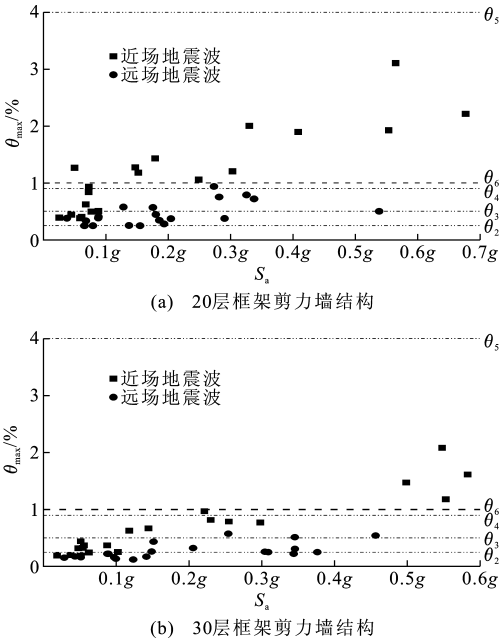 4
θ5
近场地震波
远场地震波
3
θmax/%
2
1
θ6
θ4
θ3
θ2
0
0.1g
0.2g
0.3g
0.4g
0.5g
0.6g
0.7g
Sa
(a) 20层框架剪力墙结构
4
θ5
近场地震波
远场地震波
3
θmax/%
2
1
θ6
θ4
θ3
θ2
0
0.1g
0.2g
0.3g
0.4g
0.5g
0.6g
Sa
(b) 30层框架剪力墙结构